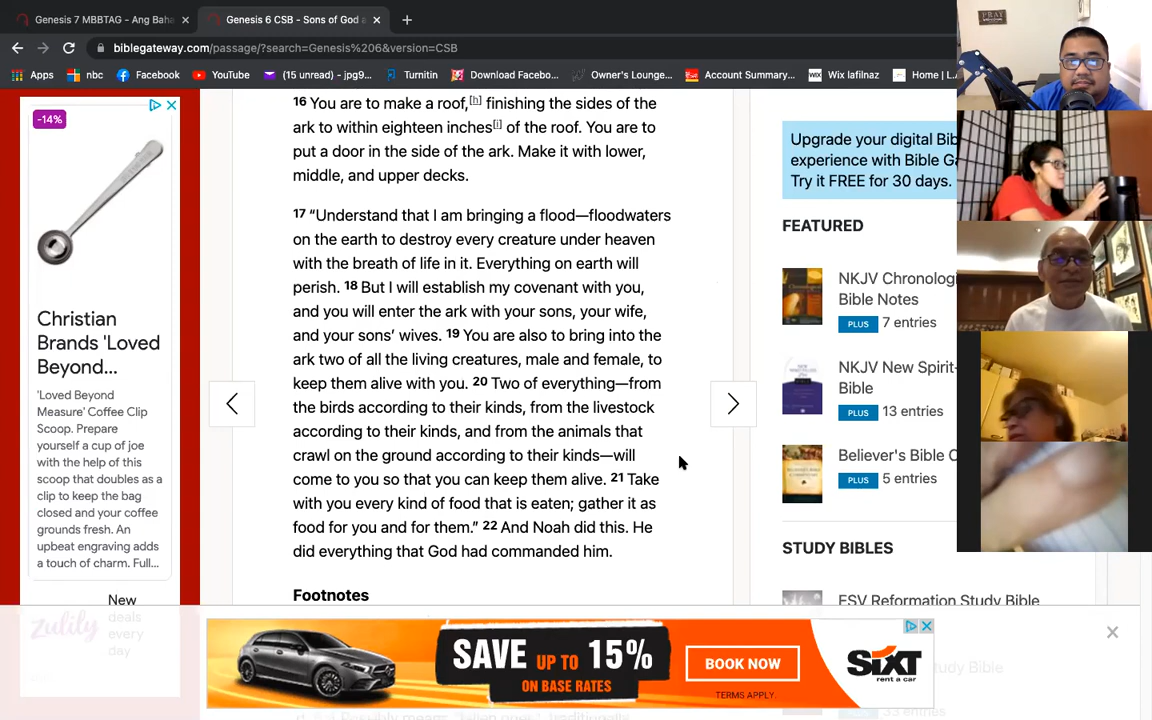 Genesis 7 MBBTAG - Ang Baha
Genesis 6 CSB - Sons of God a
biblegateway.com/passage/?search=Genesis%206&version=CSB
Apps
nbc
Facebook
YouTube
(15 unread) - jpg9...
Turnitin
Download Facebo...
Owner's Lounge...
Account Summary...
WIX
Wix lafilnaz
Home | L.A
PRAY
-14%
Christian
Brands 'Loved
Beyond...
'Loved Beyond
Measure' Coffee Clip
Scoop. Prepare
yourself a cup of joe
with the help of this
scoop that doubles as a
clip to keep the bag
closed and your coffee
grounds fresh. An
upbeat engraving adds
a touch of charm. Full...
16 You are to make a roof,[h] finishing the sides of the
ark to within eighteen inches[i] of the roof. You are to
put a door in the side of the ark. Make it with lower,
middle, and upper decks.
17 “Understand that I am bringing a flood—floodwaters
on the earth to destroy every creature under heaven
with the breath of life in it. Everything on earth will
perish. 18 But I will establish my covenant with you,
and you will enter the ark with your sons, your wife,
and your sons’ wives. 19 You are also to bring into the
ark two of all the living creatures, male and female, to
keep them alive with you. 20 Two of everything—from
the birds according to their kinds, from the livestock
according to their kinds, and from the animals that
crawl on the ground according to their kinds—will
come to you so that you can keep them alive. 21 Take
with you every kind of food that is eaten; gather it as
food for you and for them.” 22 And Noah did this. He
did everything that God had commanded him.
Footnotes
Upgrade your digital Bib
experience with Bible Ga
Try it FREE for 30 days.
FEATURED
NKJV Chronolog
Bible Notes
PLUS 7 entries
NKJV New Spirit-
Bible
PLUS 13 entries
Believer's Bible C
PLUS 5 entries
STUDY BIBLES
ESV Reformation Study Bible
tudy Bible
33 entries
New
deals
every
day
zulily
SAVE UP TO 15%
ON BASE RATES
BOOK NOW
TERMS APPLY.
SIXT
rent a car